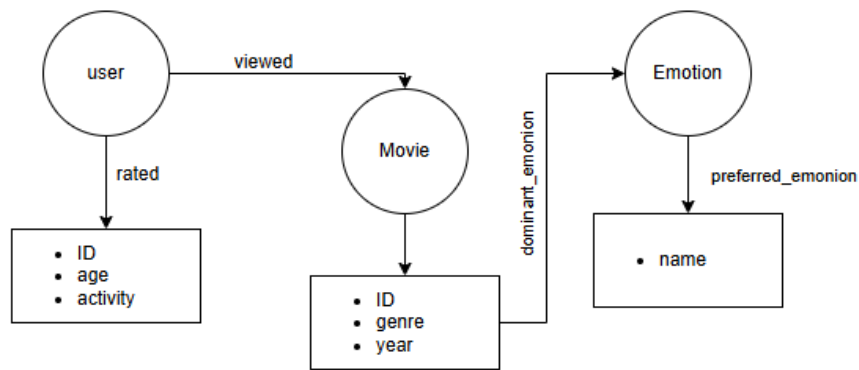 user
viewed
Movie
Emotion
rated
dominant_emonion
preferred_emonion
• ID
• age
• activity
• ID
• genre
• year
• name